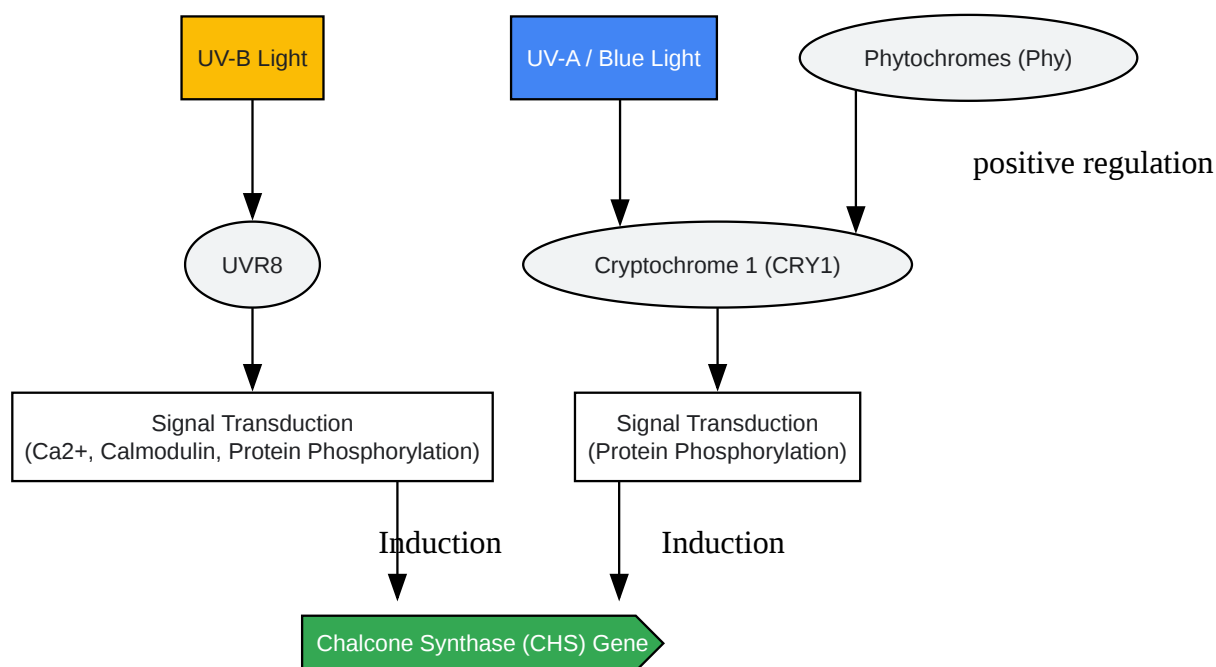 UV-B Light
UV-A / Blue Light
Phytochromes (Phy)
positive regulation
UVR8
Cryptochrome 1 (CRY1)
Signal Transduction
(Ca2+, Calmodulin, Protein Phosphorylation)
Signal Transduction
(Protein Phosphorylation)
Induction
Induction
Chalcone Synthase (CHS) Gene